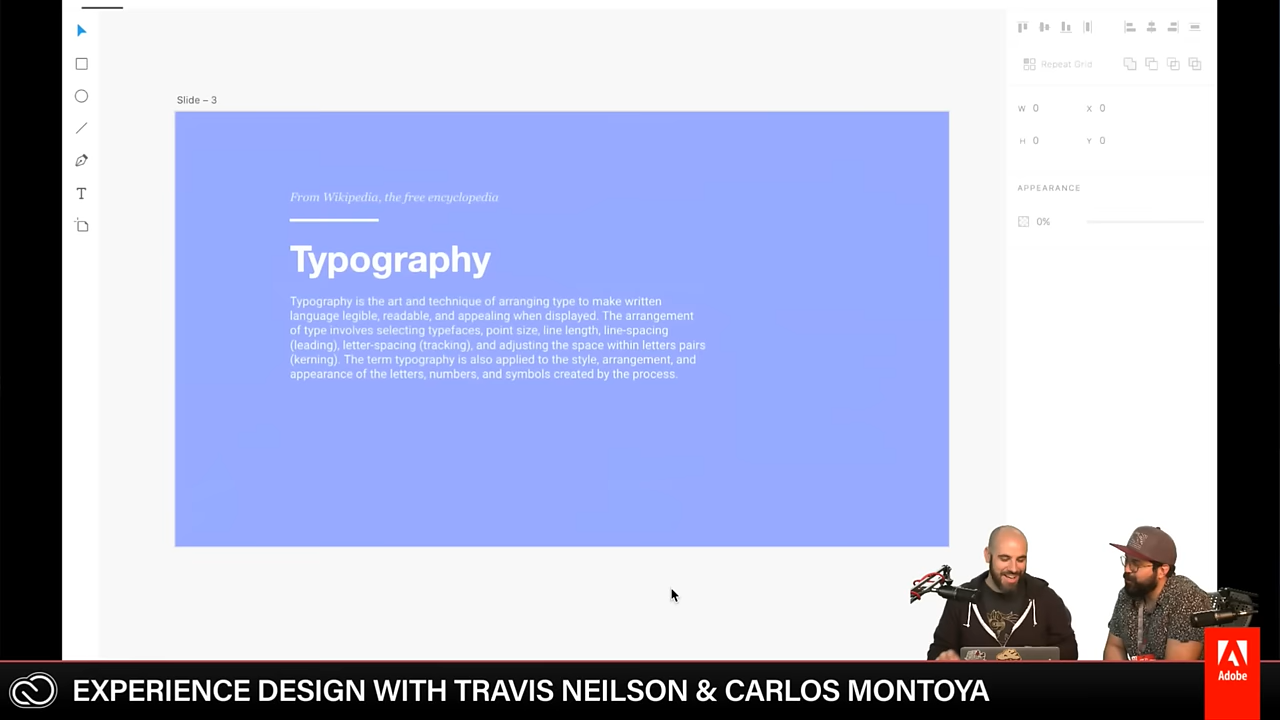 Slide – 3
From Wikipedia, the free encyclopedia
Typography
Typography is the art and technique of arranging type to make written
language legible, readable, and appealing when displayed. The arrangement
of type involves selecting typefaces, point size, line length, line-spacing
(leading), letter-spacing (tracking), and adjusting the space within letters pairs
(kerning). The term typography is also applied to the style, arrangement, and
appearance of the letters, numbers, and symbols created by the process.
T
Repeat Grid
W 0 X 0
H 0 Y 0
APPEARANCE
0%
EXPERIENCE DESIGN WITH TRAVIS NEILSON & CARLOS MONTOYA
Adobe